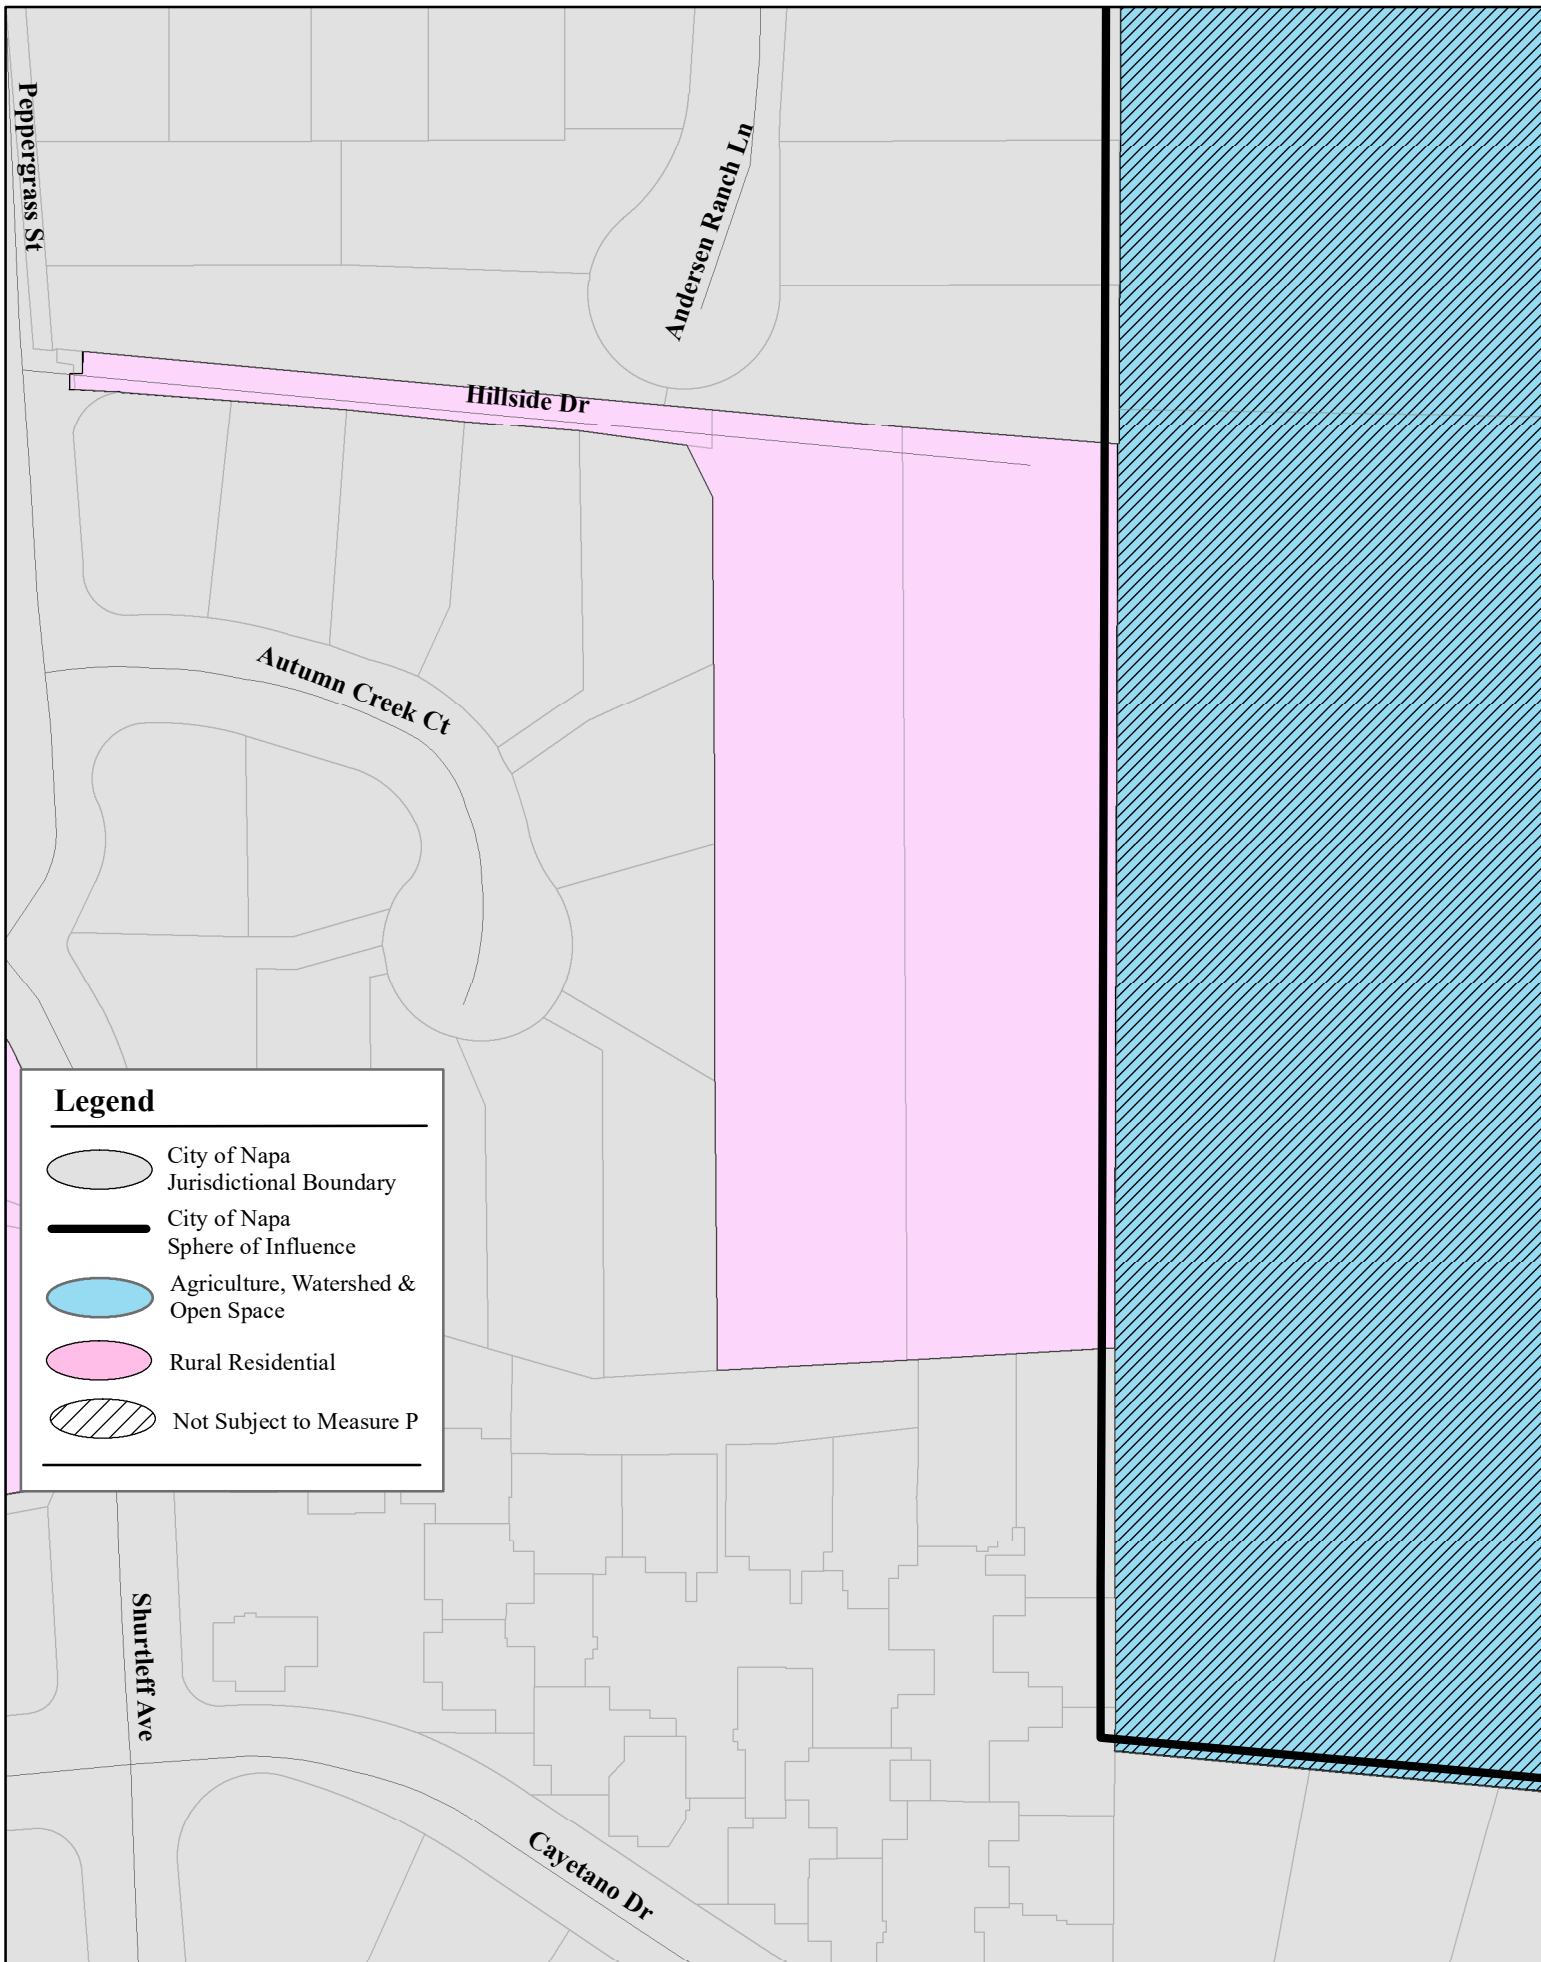 Peppergrass St
Andersen Ranch Ln
Hillside Dr
Autumn Creek Ct
Legend
City of Napa
Jurisdictional Boundary
City of Napa
Sphere of Influence
Agriculture, Watershed &
Open Space
Rural Residential
Not Subject to Measure P
Shurtleff Ave
Cayetano Dr